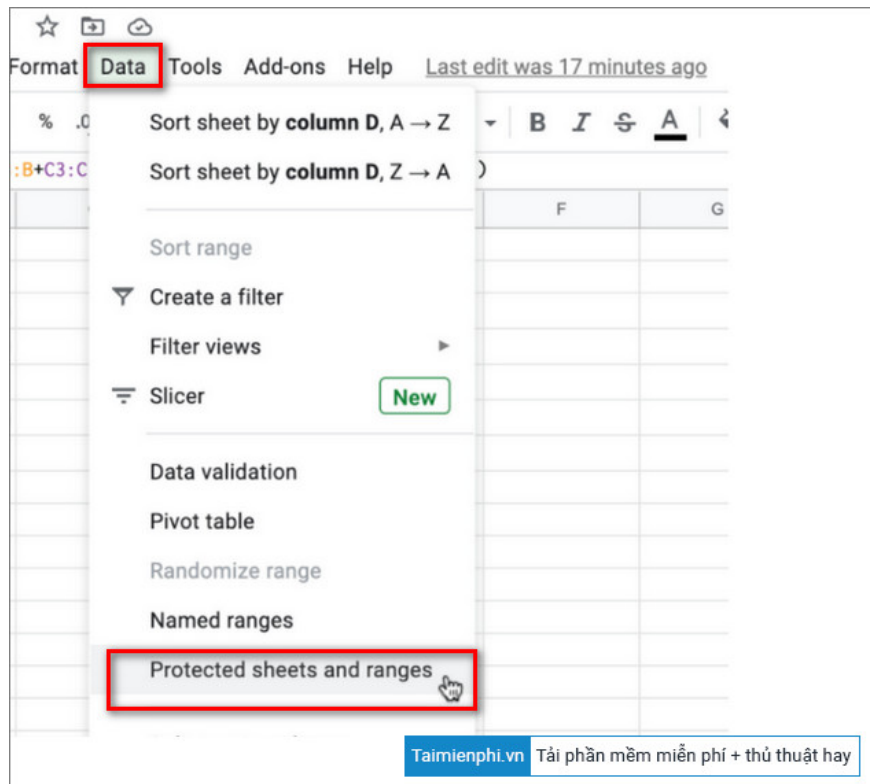 Format Data Tools Add-ons Help Last edit was 17 minutes ago
% .0 B I S A
:B+C3:C )
Sort sheet by column D, A → Z
Sort sheet by column D, Z → A
F G
Sort range
Create a filter
Filter views
Slicer New
Data validation
Pivot table
Randomize range
Named ranges
Protected sheets and ranges
Taimienphi.vn Tải phần mềm miễn phí + thủ thuật hay